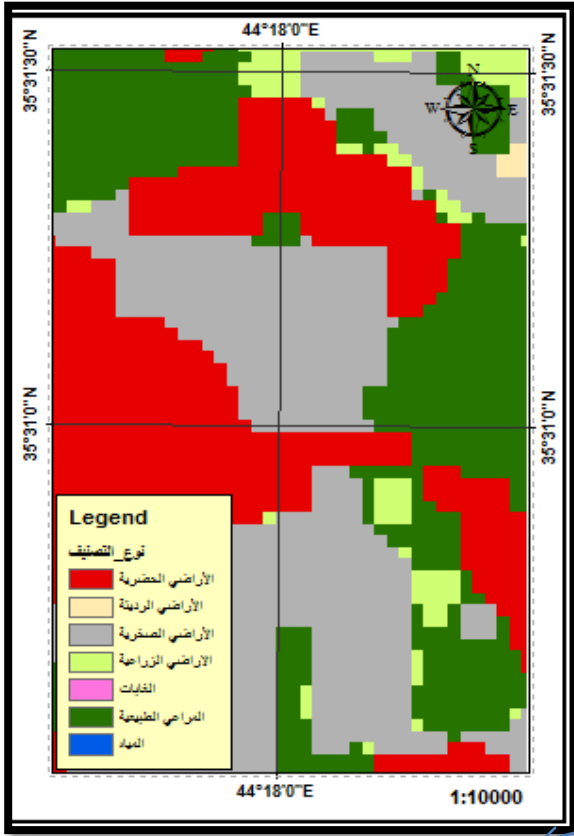 44°18'0"E
35°31'30"N
35°31'30"N
N
W
E
S
35°31'0"N
35°31'0"N
Legend
نوع_التصنيف
الأراضي الحضرية
الأراضي الرديئة
الأراضي الصخرية
الاراضي الزراعية
الغابات
المراعي الطبيعية
المياه
44°18'0"E
1:10000